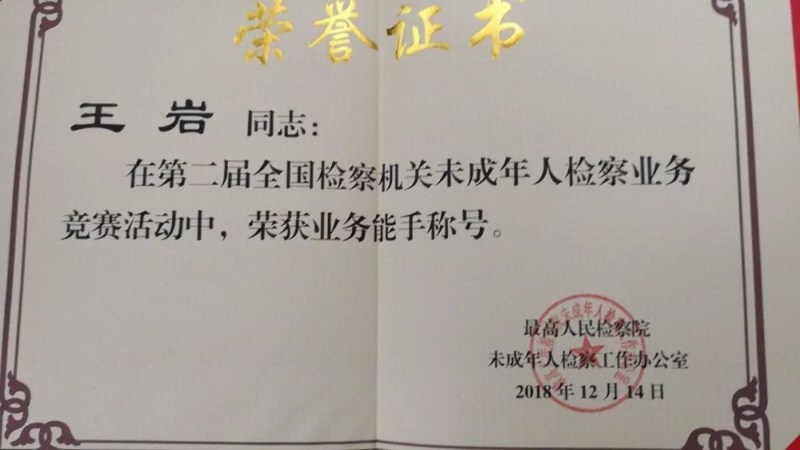 荣誉证书
王岩 同志：
在第二届全国检察机关未成年人检察业务
竞赛活动中，荣获业务能手称号。
最高人民检察院
未成年人检察工作办公室
2018年12月14日